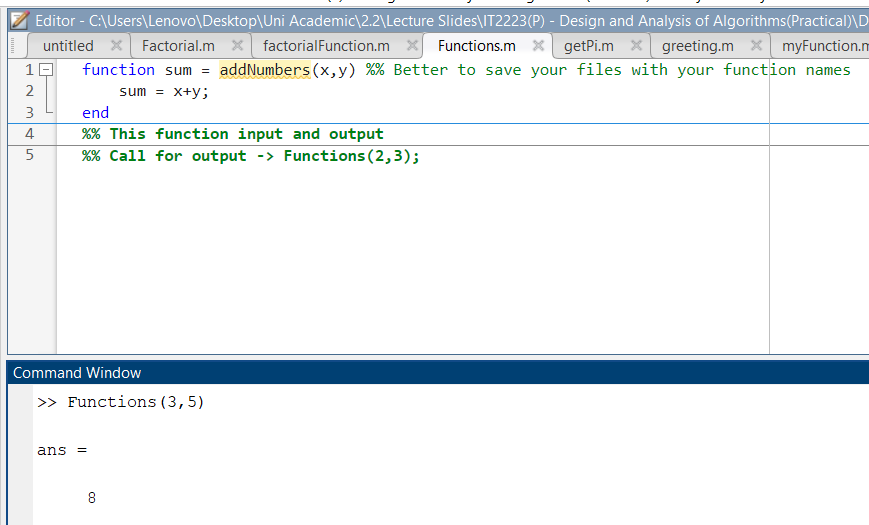 Editor - C:\Users\Lenovo\Desktop\Uni Academic\2.2\Lecture Slides\IT2223(P) - Design and Analysis of Algorithms(Practical)\D
untitled Factorial.m factorialFunction.m Functions.m getPi.m greeting.m myFunction.m
1 function sum = addNumbers(x,y) %% Better to save your files with your function names
2 sum = x+y;
3 end
4 %% This function input and output
5 %% Call for output -> Functions(2,3);
Command Window
>> Functions(3,5)
ans =
8